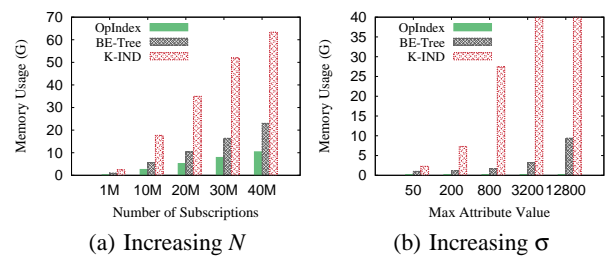 Memory Usage (G)
70
60
50
40
30
20
10
0
OpIndex
BE-Tree
K-IND
1M 10M 20M 30M 40M
Number of Subscriptions
(a) Increasing N
Memory Usage (G)
40
35
30
25
20
15
10
5
0
OpIndex
BE-Tree
K-IND
50 200 800 3200 12800
Max Attribute Value
(b) Increasing σ